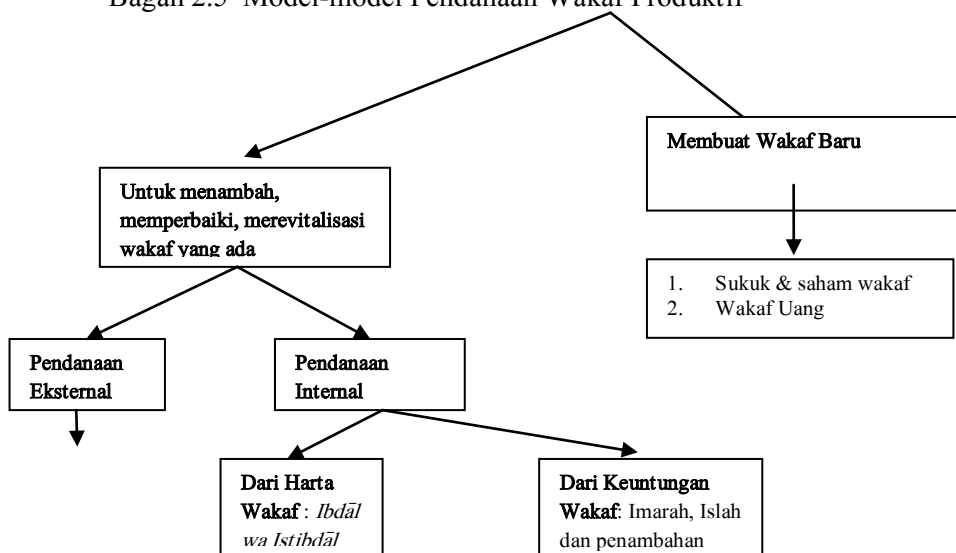 Bagan 2.5 Model-model Pendanaan Wakaf Produktif
Membuat Wakaf Baru
Untuk menambah,
memperbaiki, merevitalisasi
wakaf yang ada
1. Sukuk & saham wakaf
2. Wakaf Uang
Pendanaan
Eksternal
Pendanaan
Internal
Dari Harta
Wakaf : Ibdāl
wa Istibdāl
Dari Keuntungan
Wakaf: Imarah, Islah
dan penambahan